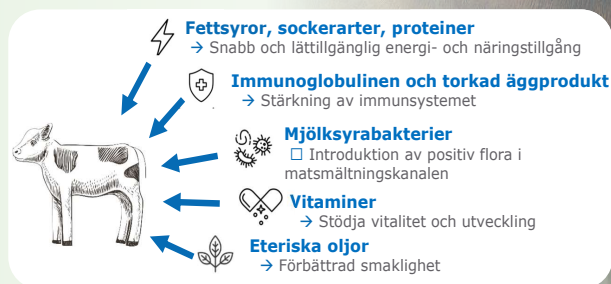 Fettsyror, sockerarter, proteiner
→ Snabb och lättillgänglig energi- och näringstillgång
Immunoglobulinen och torkad äggprodukt
→ Stärkning av immunsystemet
Mjölksyrabakterier
□ Introduktion av positiv flora i
matsmältningskanalen
Vitaminer
→ Stödja vitalitet och utveckling
Eteriska oljor
→ Förbättrad smaklighet